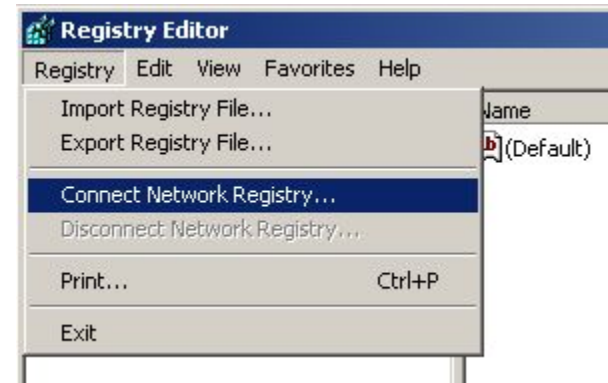 Registry Editor
Registry Edit View Favorites Help
Import Registry File...
Export Registry File...
Connect Network Registry...
Disconnect Network Registry...
Print... Ctrl+P
Exit
Name
(Default)